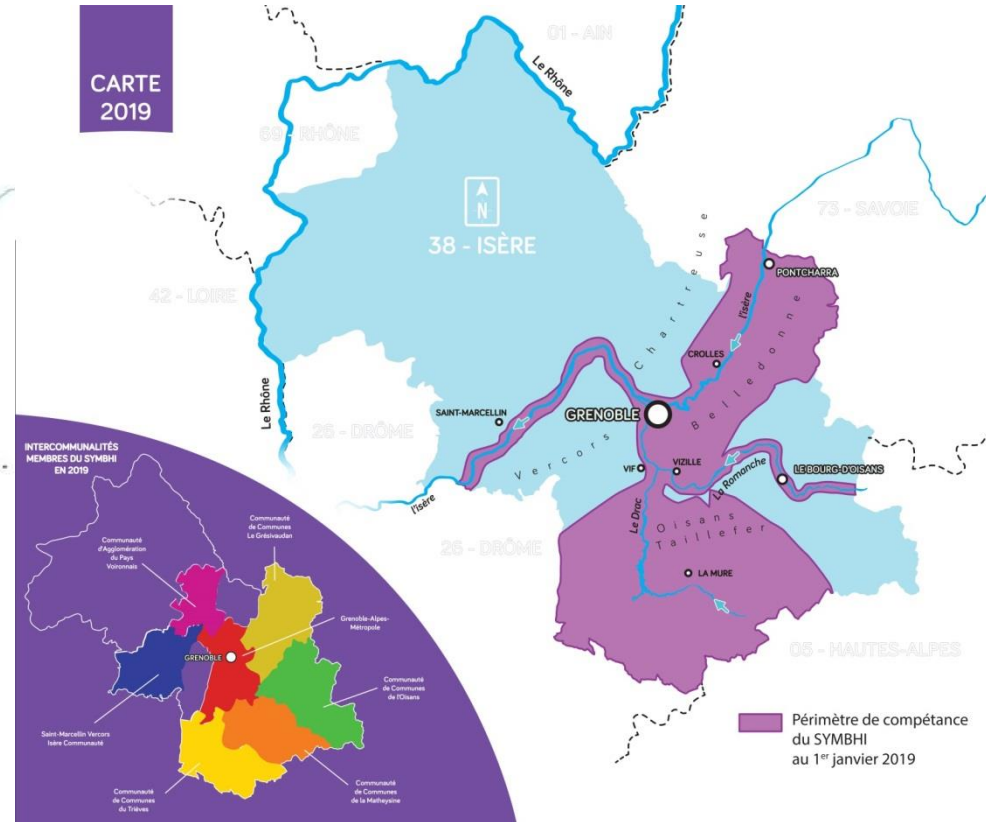 CARTE
2019
01 - AIN
Le Rhône
69 - RHÔNE
73 - SAVOIE
N
38 - ISÈRE
Chartreuse
PONTCHARRA
42 - LOIRE
l'isére
CROLLES
Belledonne
Le Rhône
SAINT-MARCELLIN
GRENOBLE
26 - DRÔME
Vercors
VIF
VIZILLE
La Romanche
LE BOURG-D'OISANS
l'isére
Le Drac
Oisans
Taillefer
26 - DRÔME
LA MURE
05 - HAUTES-ALPES
Périmètre de compétance
du SYMBHI
au 1er janvier 2019
INTERCOMMUNALITÉS
MEMBRES DU SYMBHI
EN 2019
Communauté
de Communes
Le Grésivaudan
Communauté
d'Agglomération
du Pays
Voironnais
Grenoble-Alpes-
Métropole
GRENOBLE
Communauté
de Communes
de l'Oisans
Saint-Marcellin Vercors
Isère Communauté
Communauté
de Communes
de la Matheysine
Communauté
de Communes
du Trièves